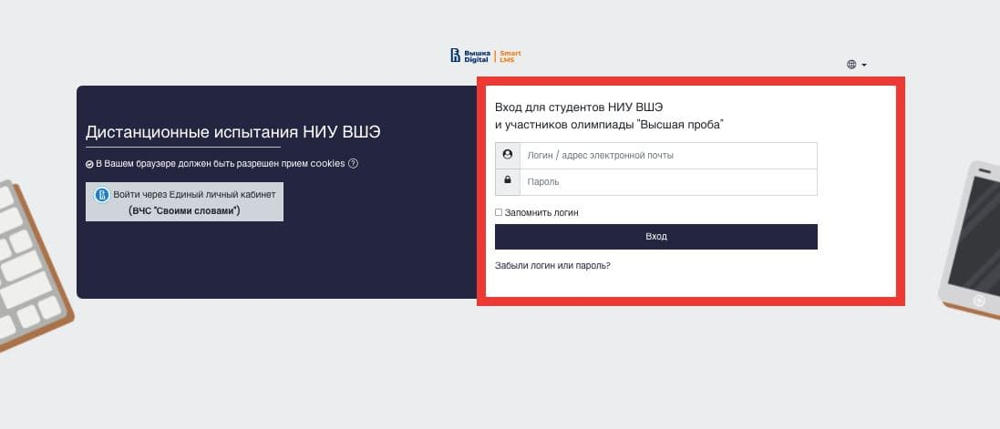 Вышка Digital | Smart LMS
Дистанционные испытания НИУ ВШЭ
В Вашем браузере должен быть разрешен прием cookies ?
Войти через Единый личный кабинет
(ВЧС "Своими словами")
Вход для студентов НИУ ВШЭ
и участников олимпиады "Высшая проба"
Логин / адрес электронной почты
Пароль
Запомнить логин
Вход
Забыли логин или пароль?